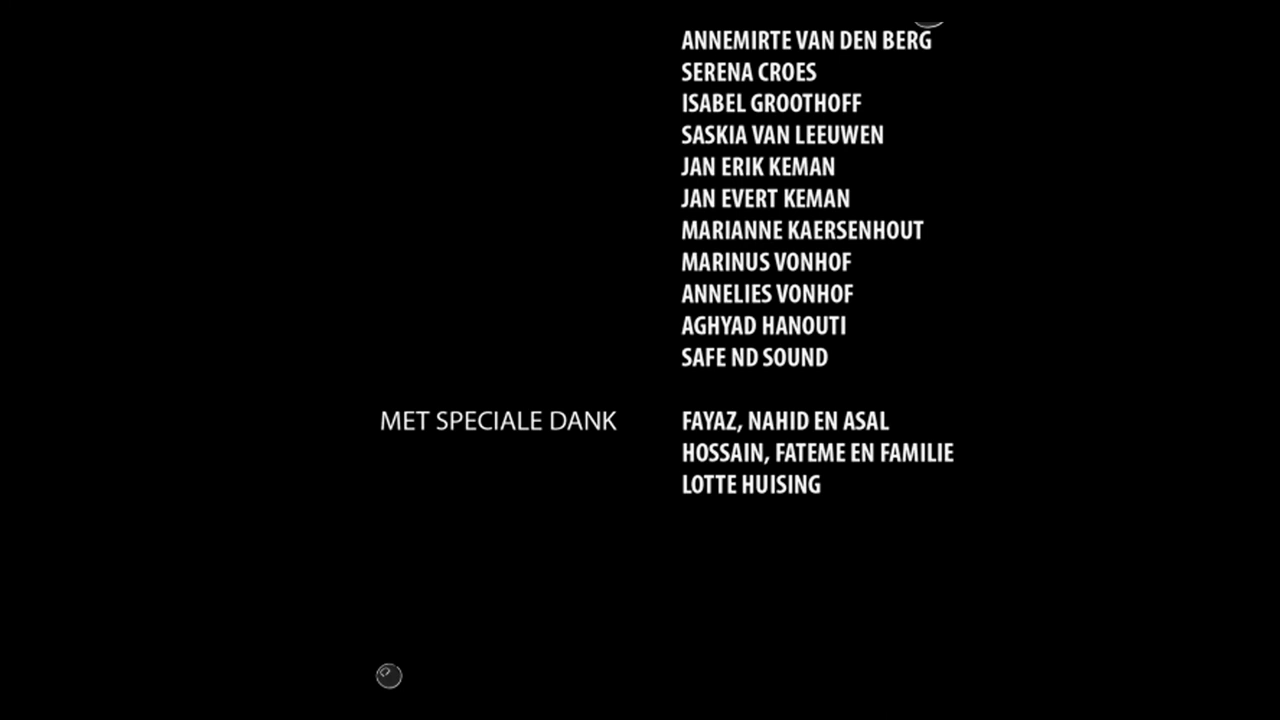 ANNEMIRTE VAN DEN BERG
SERENA CROES
ISABEL GROOTHOFF
SASKIA VAN LEEUWEN
JAN ERIK KEMAN
JAN EVERT KEMAN
MARIANNE KAERSENHOUT
MARINUS VONHOF
ANNELIES VONHOF
AGHYAD HANOUTI
SAFE ND SOUND
MET SPECIALE DANK FAYAZ, NAHID EN ASAL
HOSSAIN, FATEME EN FAMILIE
LOTTE HUISING